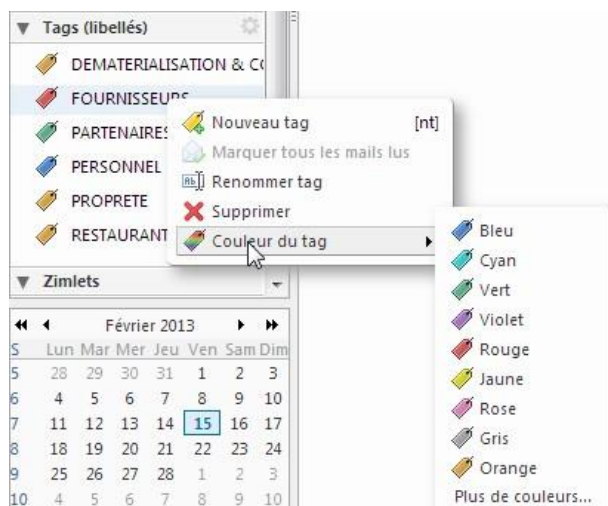 Tags (libellés)
DEMATERIALISATION &
FOURNISSEURS
PARTENAIRES
PERSONNEL
PROPRETE
RESTAURANT
Nouveau tag [nt]
Marquer tous les mails lus
Renommer tag
Supprimer
Couleur du tag
Bleu
Cyan
Vert
Violet
Rouge
Jaune
Rose
Gris
Orange
Plus de couleurs...
Zimlets
Février 2013
S Lun Mar Mer Jeu Ven Sam Dim
5 28 29 30 31 1 2 3
6 4 5 6 7 8 9 10
7 11 12 13 14 15 16 17
8 18 19 20 21 22 23 24
9 25 26 27 28 1 2 3
10 4 5 6 7 8 9 10